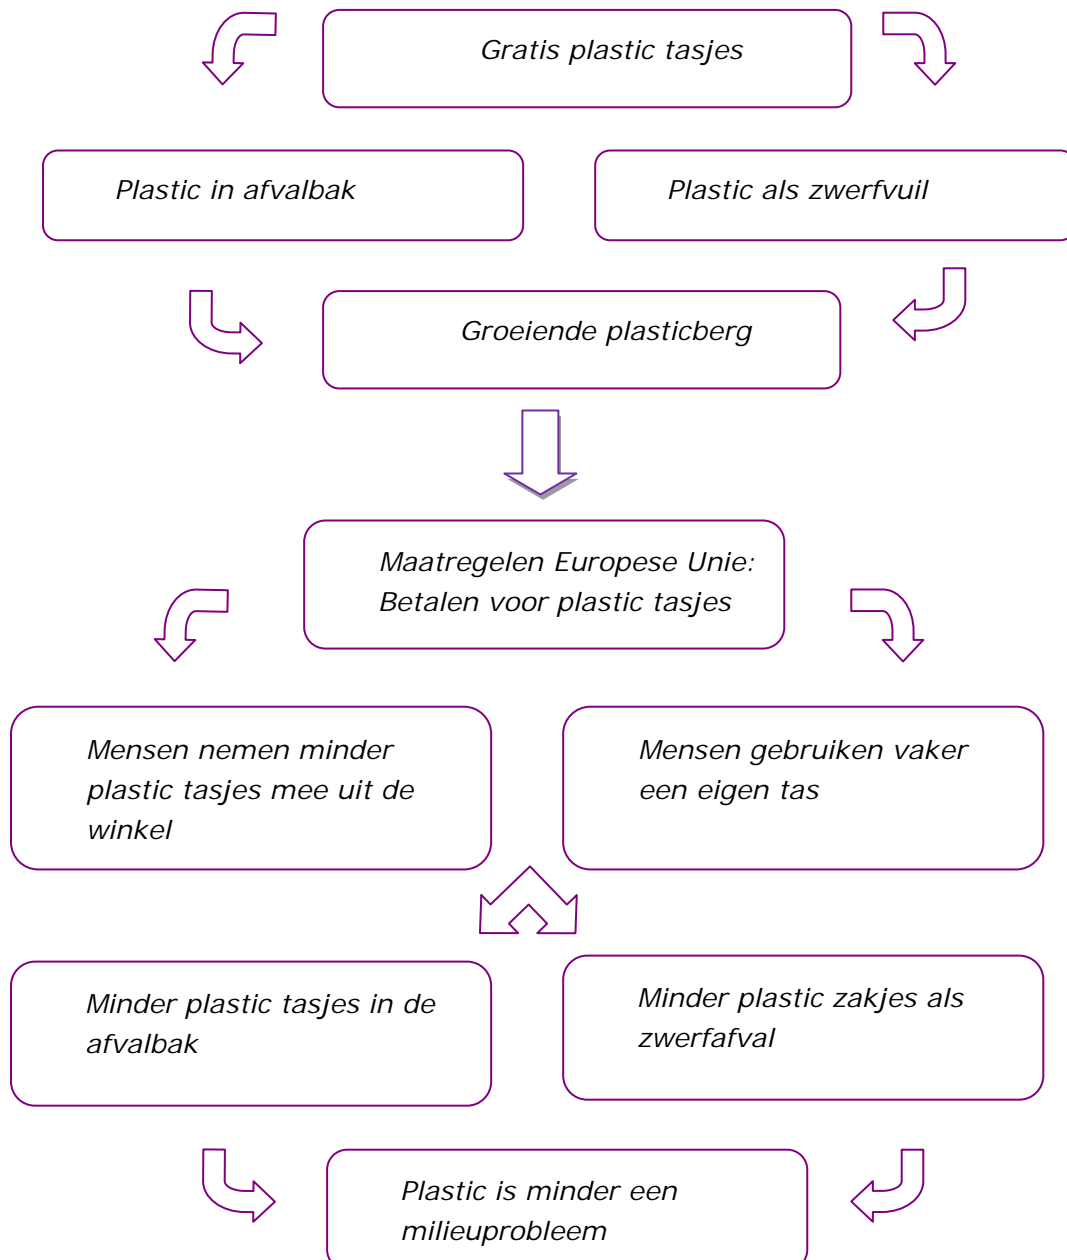 Gratis plastic tasjes
Plastic in afvalbak
Plastic als zwerfvuil
Groeiende plasticberg
Maatregelen Europese Unie:
Betalen voor plastic tasjes
Mensen nemen minder
plastic tasjes mee uit de
winkel
Mensen gebruiken vaker
een eigen tas
Minder plastic tasjes in de
afvalbak
Minder plastic zakjes als
zwerfafval
Plastic is minder een
milieuprobleem